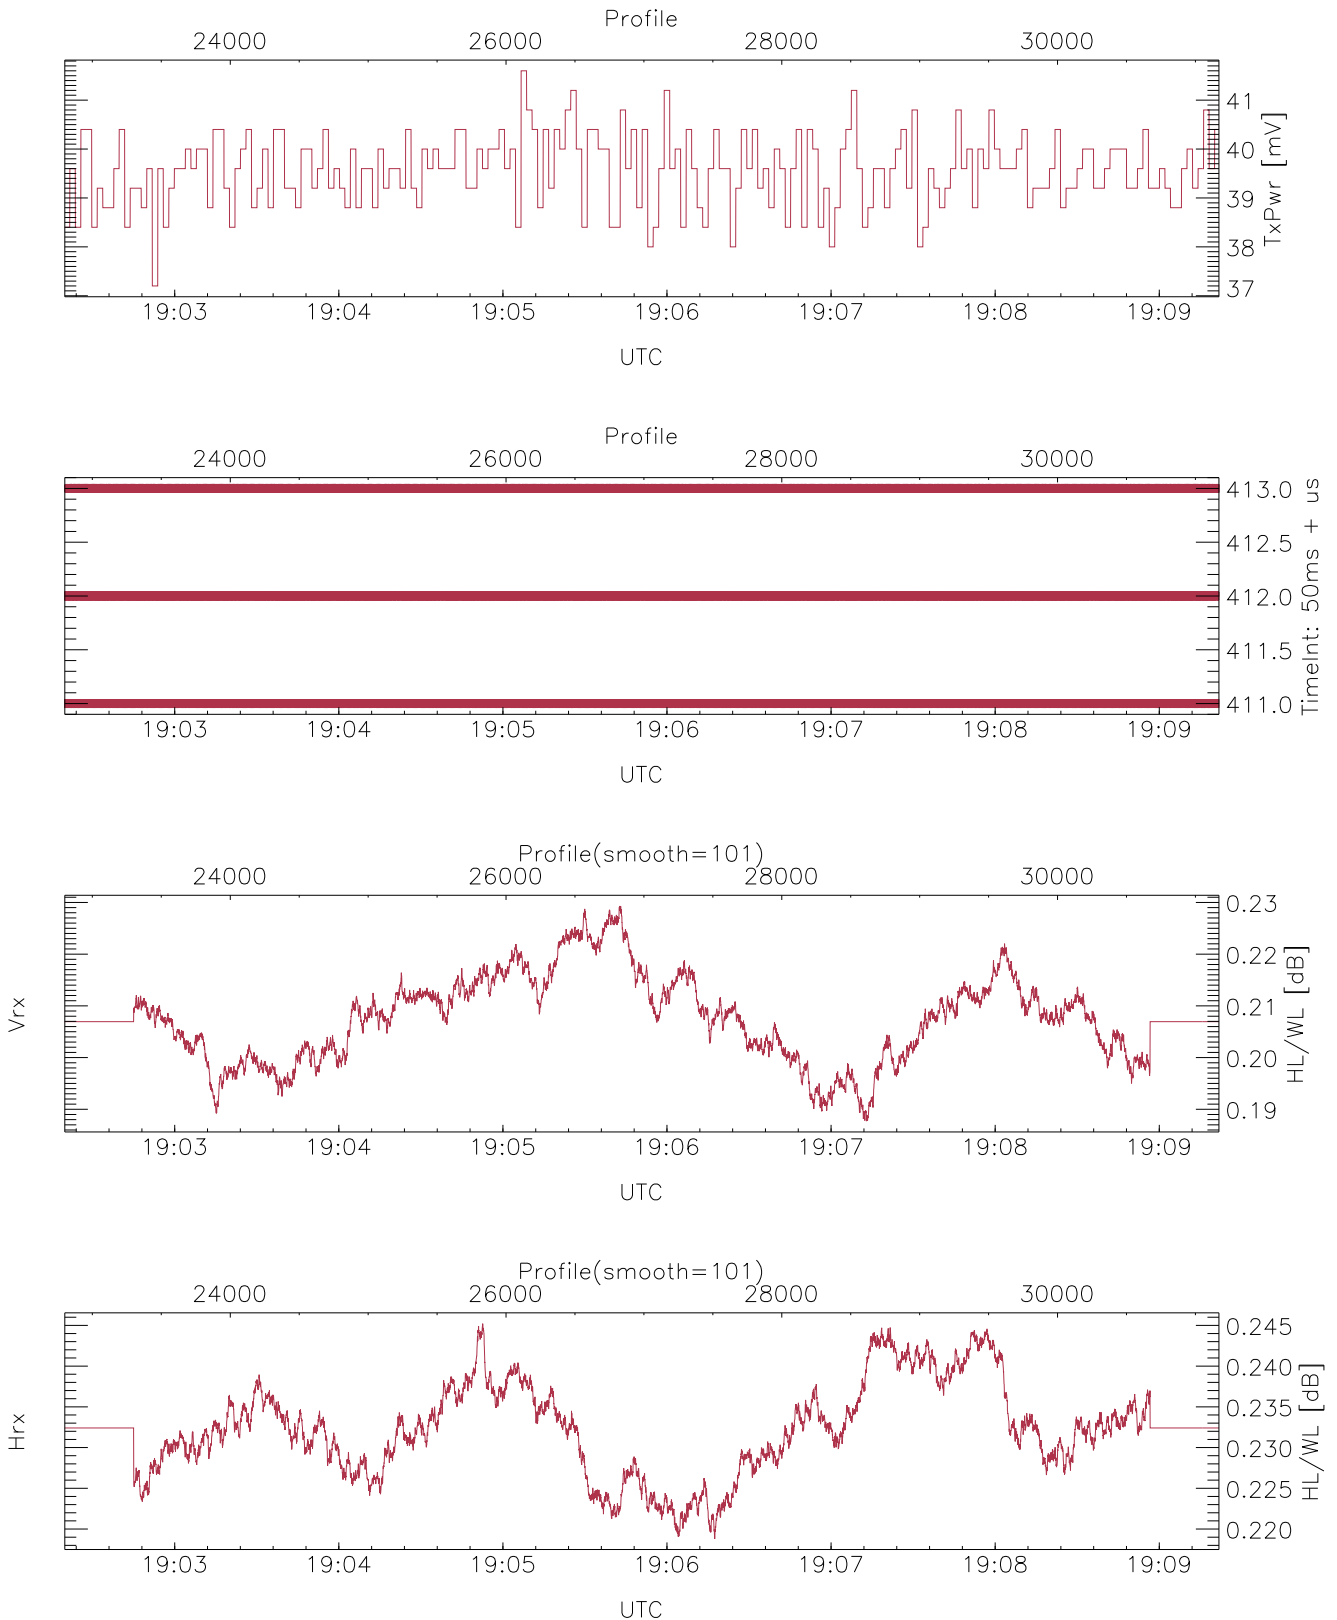 Profile
24000 26000 28000 30000
41
40
39
38
37
TxPwr [mV]
19:03 19:04 19:05 19:06 19:07 19:08 19:09
UTC
Profile
24000 26000 28000 30000
413.0
412.5
412.0
411.5
411.0
TimeInt: 50ms + us
19:03 19:04 19:05 19:06 19:07 19:08 19:09
UTC
Profile(smooth=101)
24000 26000 28000 30000
Vrx
0.23
0.22
0.21
0.20
0.19
HL/WL [dB]
19:03 19:04 19:05 19:06 19:07 19:08 19:09
UTC
Profile(smooth=101)
24000 26000 28000 30000
Hrx
0.245
0.240
0.235
0.230
0.225
0.220
HL/WL [dB]
19:03 19:04 19:05 19:06 19:07 19:08 19:09
UTC